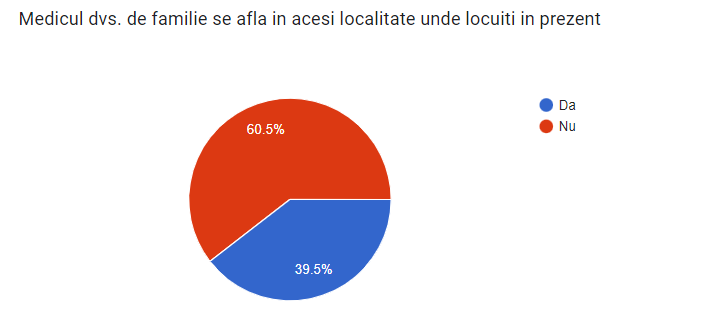 Medicul dvs. de familie se afla in acesi localitate unde locuiti in prezent
Da
Nu
60.5%
39.5%